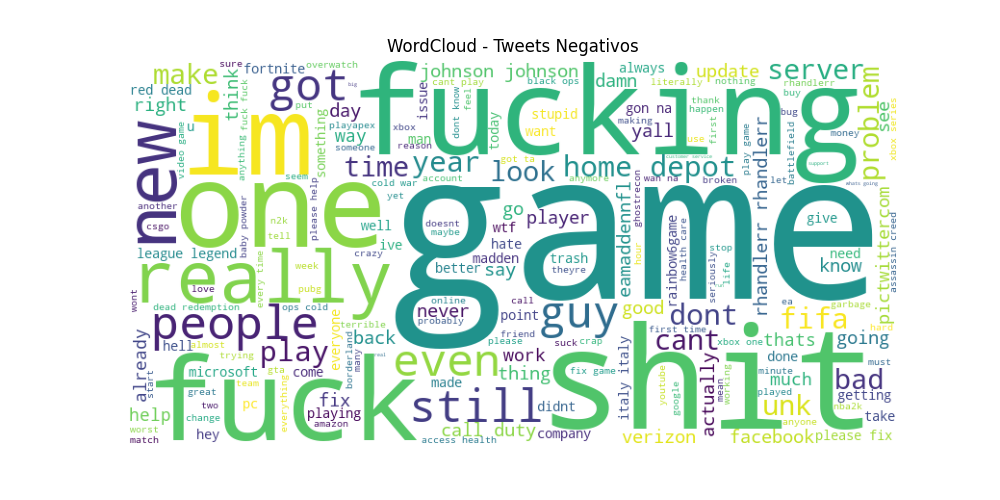 WordCloud - Tweets Negativos
make fortnite overwatch sure
got fucking johnson johnson always update server
cant play black ops literally nothing rhandlerr
red dead think damn problem
right put issue dont know feel thank happen buy bug see
new im day stupid gon na making
u video game something anything fuck fuck
playapex xbox man today want yall use first money
way someone reason play game battlefield xbox series
time year look got ta home depot customer service support
one seem please help cold war account anymore wan na broken let whats going
another yet go player eamaddennfl ghostrecon rainbow6game health care rhandlerr rhandlerr
csgo n2k baby powder well doesnt maybe wtf give
league legend tell ive crazy hate trash stop life need
really every time game madden better say theyre hour seriously know
week love pubg online call ea assassin creed pictwittercom
wont dead redemption ops cold never probably point good garbage
people terrible guy dont fifa hard
hell almost everyone back friend please first time
already trying play borderland many real suck crap cant xbox one thats going
start microsoft gta come even work fix game italy italy done must
great team thing youtube minute bad
fuck everything made shit google actually mean working much played getting
two pc fix still didnt unk nba2k
help change playing amazon anyone take
worst hey call duty company verizon facebook please fix
match access health
big